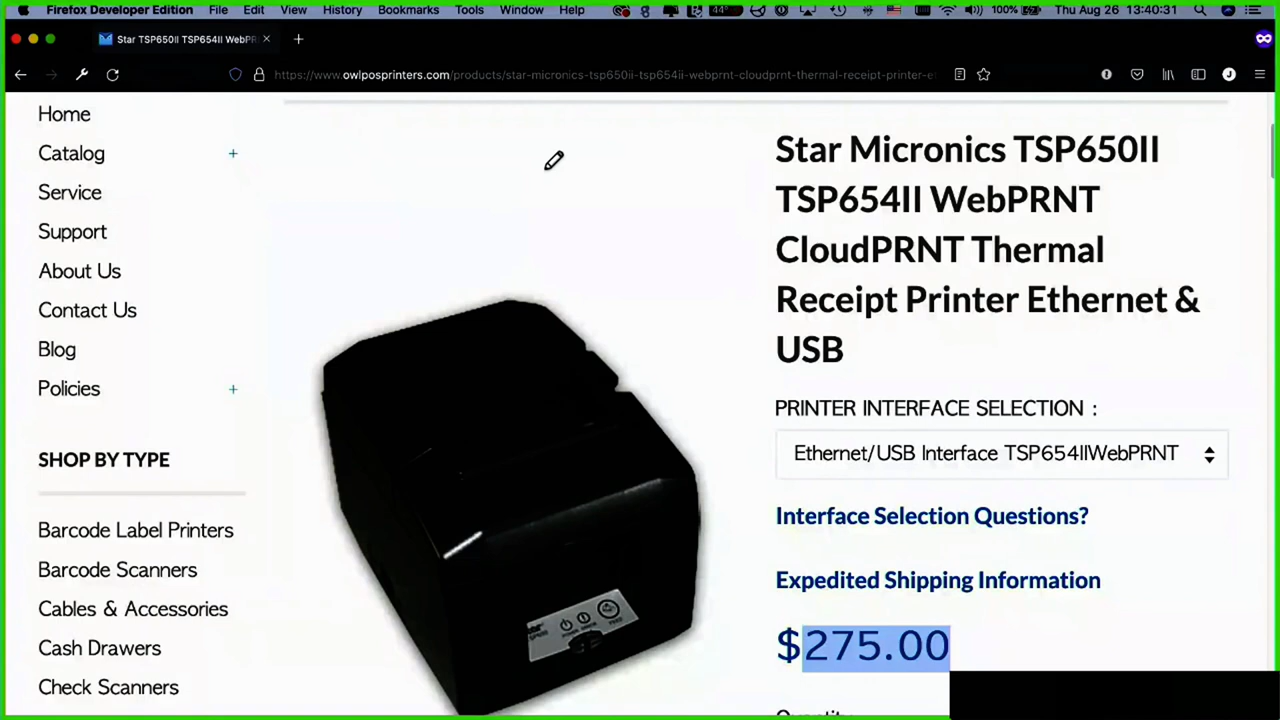 Firefox Developer Edition File Edit View History Bookmarks Tools Window Help 44° 100% Thu Aug 26 13:40:31
Star TSP650II TSP654II WebPR
https://www.owlposprinters.com/products/star-micronics-tsp650ii-tsp654ii-webprnt-cloudprnt-thermal-receipt-printer-e
J
Home
Catalog +
Service
Support
About Us
Contact Us
Blog
Policies +
SHOP BY TYPE
Barcode Label Printers
Barcode Scanners
Cables & Accessories
Cash Drawers
Check Scanners
Star Micronics TSP650II
TSP654II WebPRNT
CloudPRNT Thermal
Receipt Printer Ethernet &
USB
PRINTER INTERFACE SELECTION :
Ethernet/USB Interface TSP654IIWebPRNT
Interface Selection Questions?
Expedited Shipping Information
$275.00
Quantity